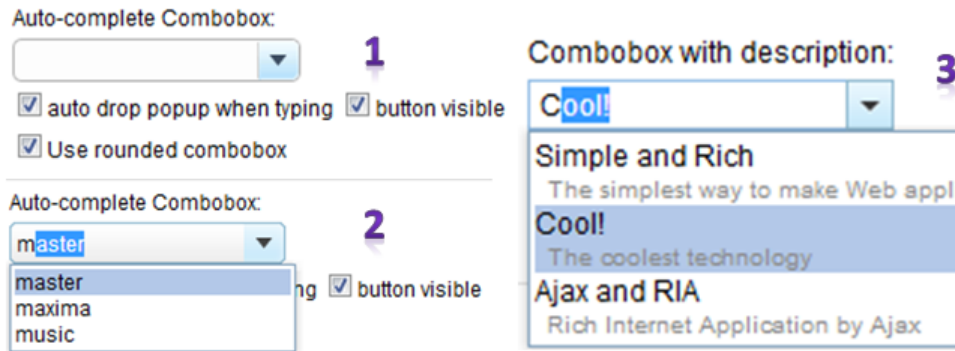 Auto-complete Combobox:
1
auto drop popup when typing button visible
Use rounded combobox
Auto-complete Combobox:
2
master
master
ng button visible
maxima
music
Combobox with description:
3
Cool!
Simple and Rich
The simplest way to make Web appl
Cool!
The coolest technology
Ajax and RIA
Rich Internet Application by Ajax